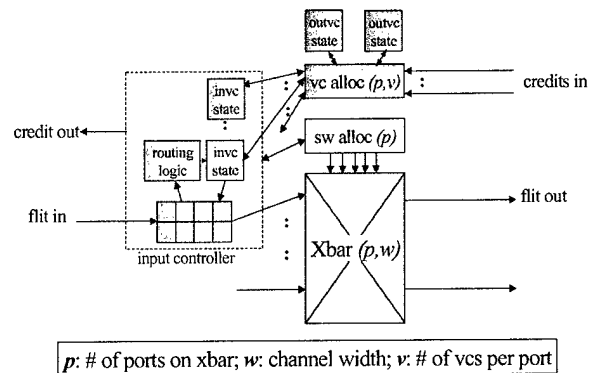 outvc state
outvc state
vc alloc (p,v)
credits in
invc state
credit out
routing logic
invc state
sw alloc (p)
flit in
flit out
Xbar (p,w)
input controller
p: # of ports on xbar; w: channel width; v: # of vcs per port